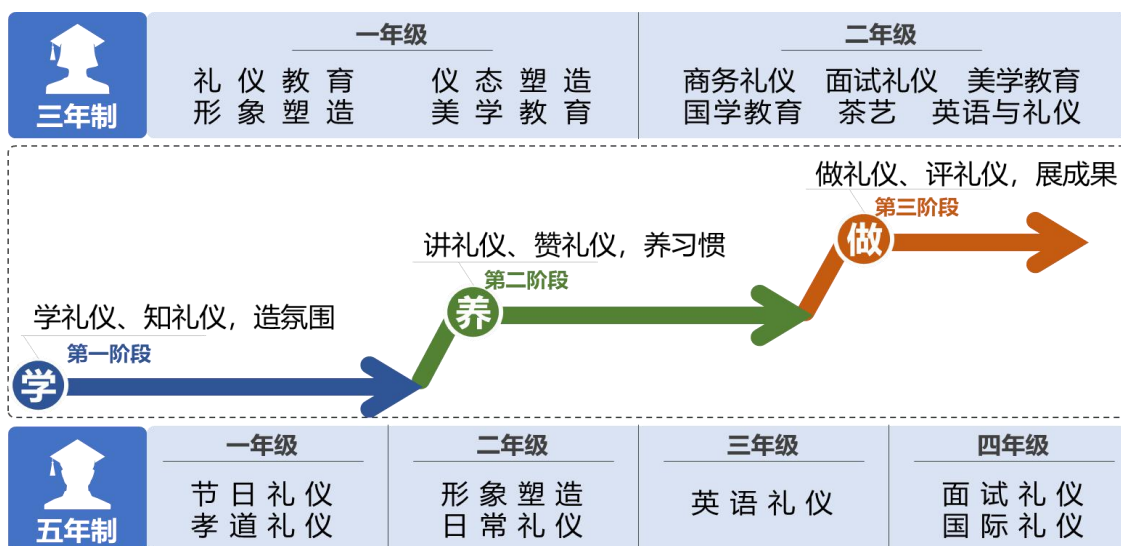 三年制
一年级
礼仪教育 仪态塑造
形象塑造 美学教育
二年级
商务礼仪 面试礼仪 美学教育
国学教育 茶艺 英语与礼仪
做礼仪、评礼仪，展成果
第三阶段
做
讲礼仪、赞礼仪，养习惯
第二阶段
养
学礼仪、知礼仪，造氛围
第一阶段
学
五年制
一年级
节日礼仪
孝道礼仪
二年级
形象塑造
日常礼仪
三年级
英语礼仪
四年级
面试礼仪
国际礼仪